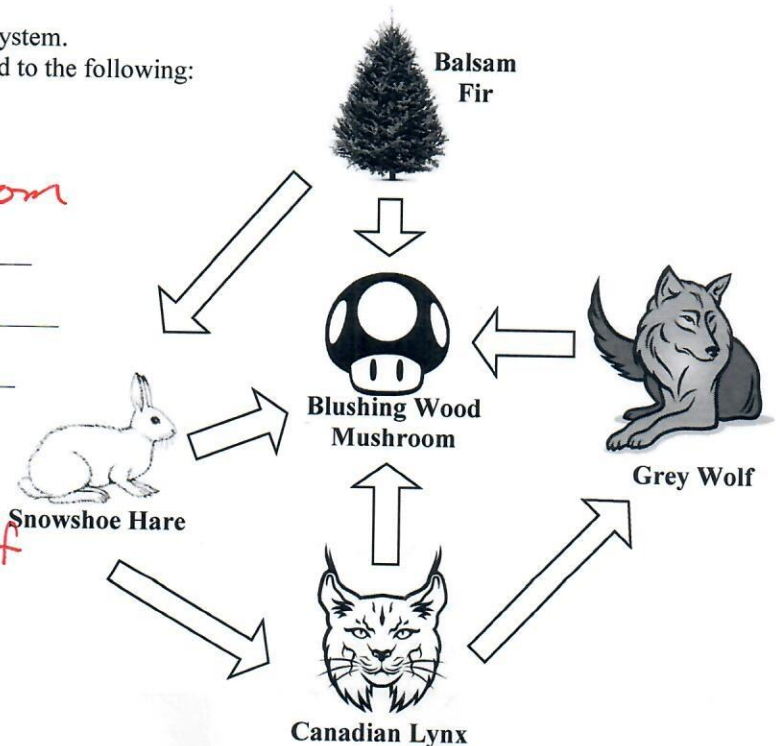 ystem.
d to the following:
Balsam
Fir
om
Blushing Wood
Mushroom
Grey Wolf
Snowshoe Hare
f
Canadian Lynx